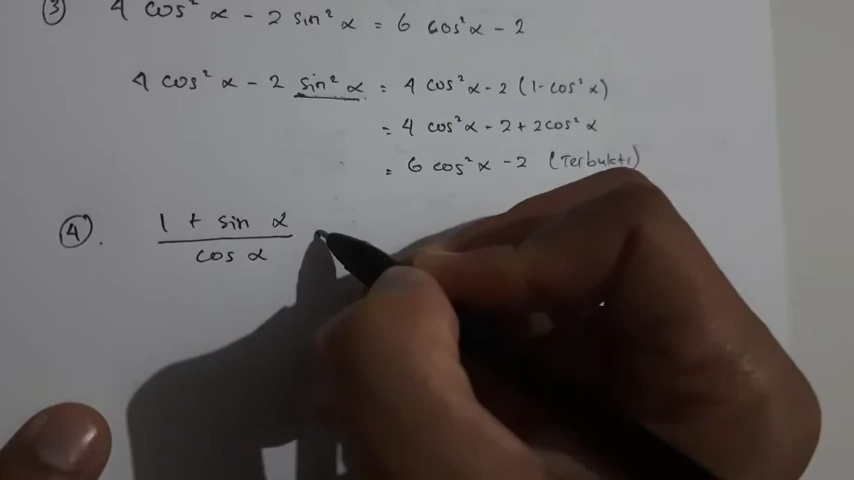 ③ 4 cos² α - 2 sin² α = 6 cos² α - 2
4 cos² α - 2 sin² α = 4 cos² α - 2 (1 - cos² α)
= 4 cos² α - 2 + 2 cos² α
= 6 cos² α - 2 (Terbukti)
④. 1 + sin α
cos α